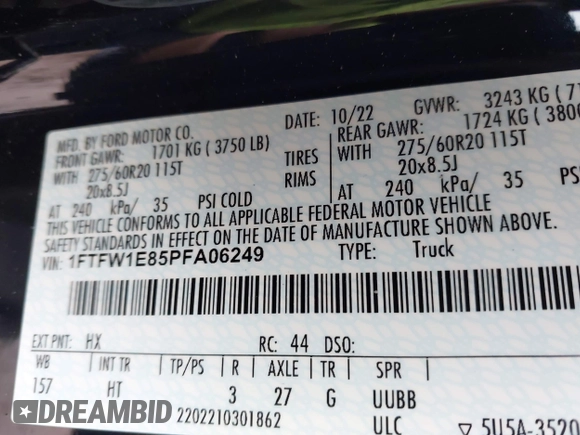 MFD. BY FORD MOTOR CO. DATE: 10/22 GVWR: 3243 KG (
FRONT GAWR: 1701 KG ( 3750 LB) REAR GAWR: 1724 KG (
WITH 275/60R20 115T TIRES WITH 275/60R20 115T
20x8.5J RIMS 20x8.5J
AT 240 kPa/ 35 PSI COLD AT 240 kPa/ 35 PSI
THIS VEHICLE CONFORMS TO ALL APPLICABLE FEDERAL MOTOR VEHICLE
SAFETY STANDARDS IN EFFECT ON THE DATE OF MANUFACTURE SHOWN ABOVE.
VIN: 1FTFW1E85PFA06249 TYPE: Truck
EXT PNT: HX RC: 44 DSO:
WB INT TR TP/PS R AXLE TR SPR
157 HT 3 27 G UUBB
2202210301862 ULC ▽ 5U5A-3520
DREAMBID